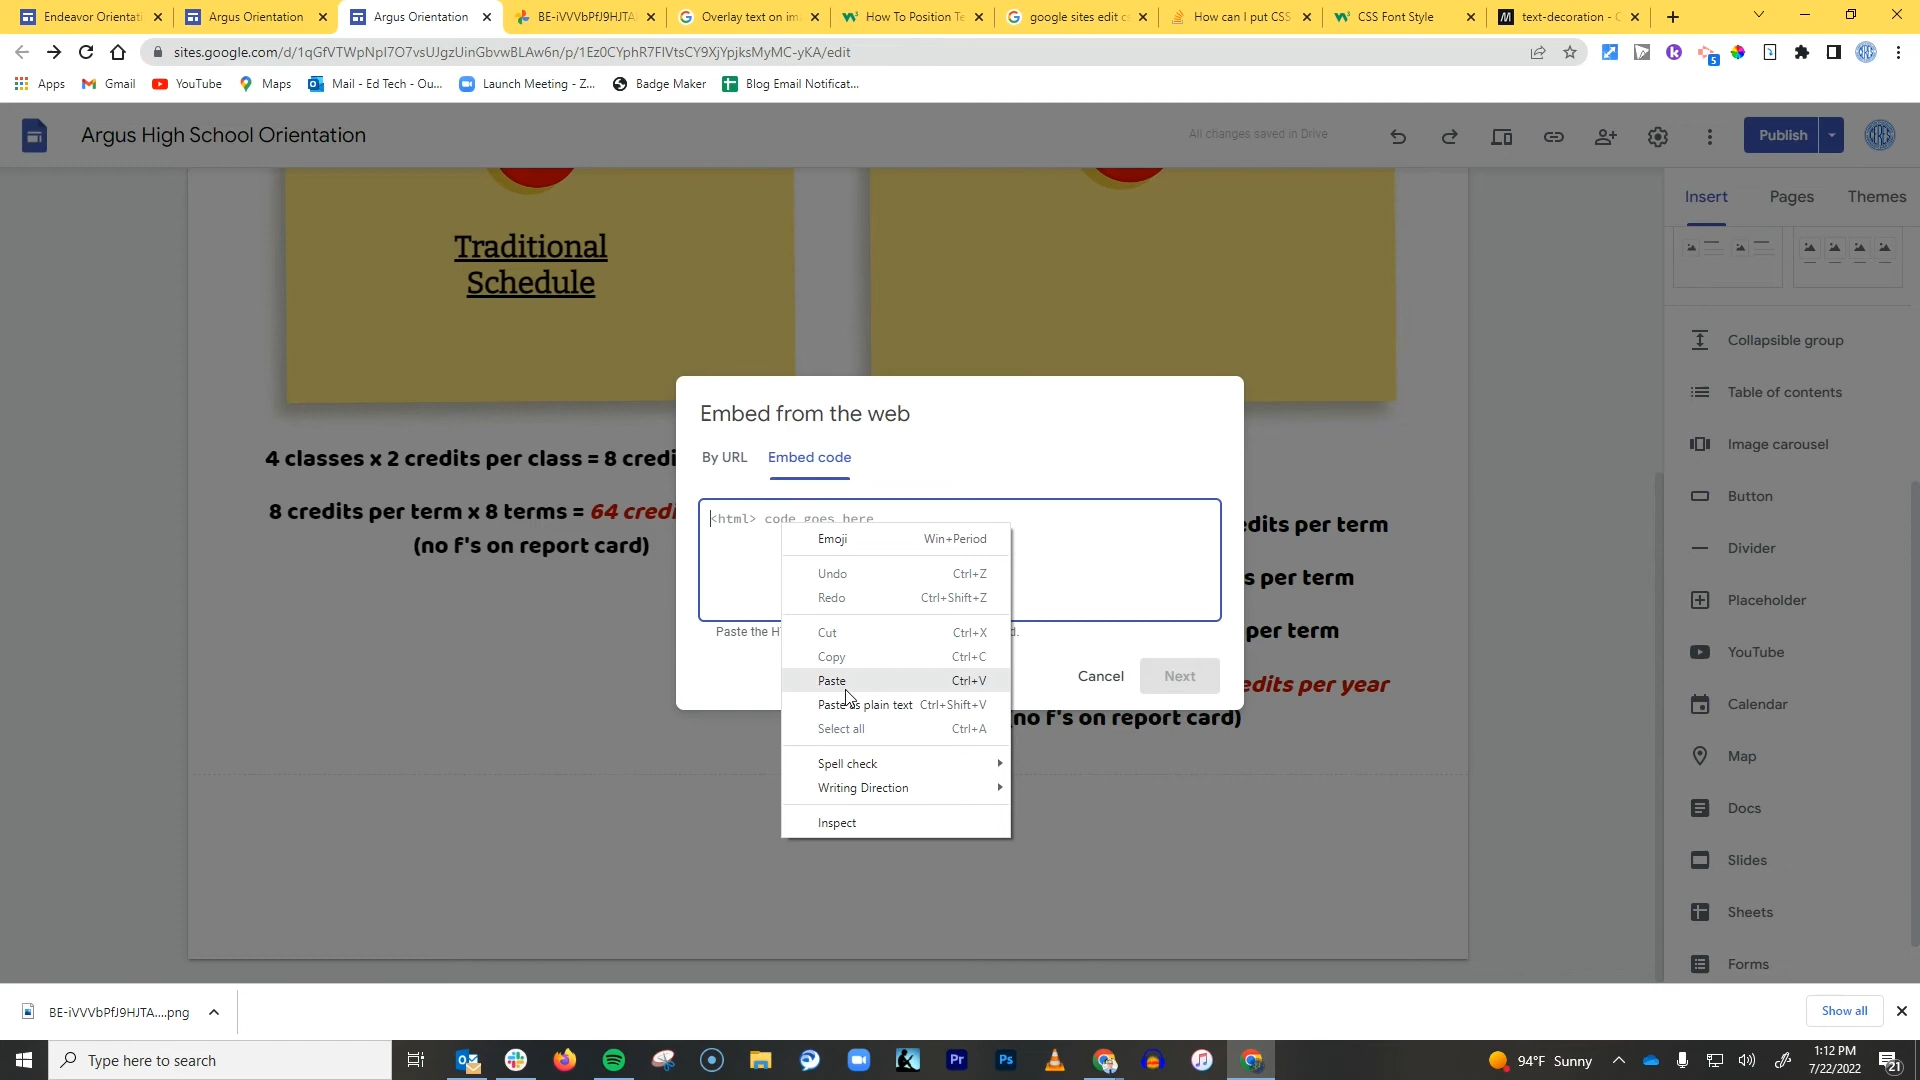 Endeavor Orientati
Argus Orientation
Argus Orientation
BE-iVVVbPfJ9HJTA
Overlay text on im
How To Position Te
google sites edit c
How can I put CSS
CSS Font Style
text-decoration - C
sites.google.com/d/1qGfVTWpNpI7O7vsUJgzUinGbvwBLAw6n/p/1Ez0CYphR7FIVtsCY9XjYpjksMyMC-yKA/edit
5
Apps
Gmail
YouTube
Maps
Mail - Ed Tech - Ou...
Launch Meeting - Z...
Badge Maker
Blog Email Notificat...
Argus High School Orientation
All changes saved in Drive
Publish
Insert
Pages
Themes
Traditional
Schedule
4 classes x 2 credits per class = 8 credi
8 credits per term x 8 terms = 64 credi
(no f's on report card)
edits per term
s per term
per term
edits per year
(no f's on report card)
Embed from the web
By URL
Embed code
<html> code goes here
Paste the H
d.
Cancel
Next
Emoji Win+Period
Undo Ctrl+Z
Redo Ctrl+Shift+Z
Cut Ctrl+X
Copy Ctrl+C
Paste Ctrl+V
Paste as plain text Ctrl+Shift+V
Select all Ctrl+A
Spell check
Writing Direction
Inspect
Collapsible group
Table of contents
Image carousel
Button
Divider
Placeholder
YouTube
Calendar
Map
Docs
Slides
Sheets
Forms
BE-iVVVbPfJ9HJTA....png
Show all
Type here to search
Pr
Ps
94°F Sunny
1:12 PM
7/22/2022
21